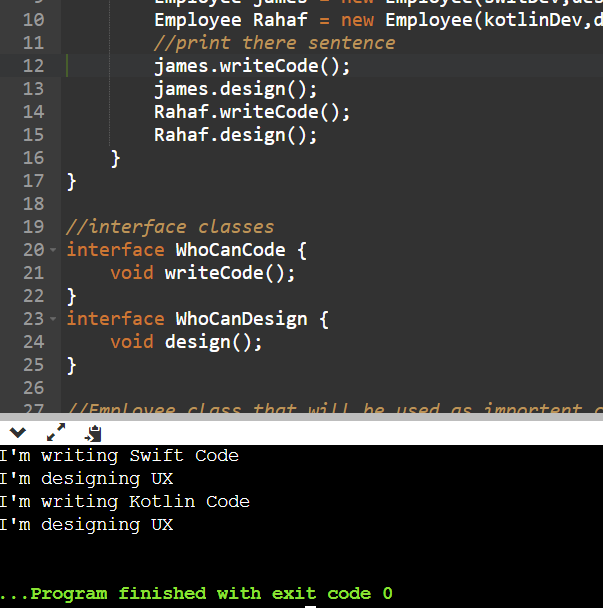 9 Employee james = new Employee(
10 Employee Rahaf = new Employee(kotlinDev,d
11 //print there sentence
12 james.writeCode();
13 james.design();
14 Rahaf.writeCode();
15 Rahaf.design();
16 }
17 }
18
19 //interface classes
20 interface WhoCanCode {
21 void writeCode();
22 }
23 interface WhoCanDesign {
24 void design();
25 }
26
27 //Employee class that will be used as importent c
I'm writing Swift Code
I'm designing UX
I'm writing Kotlin Code
I'm designing UX
...Program finished with exit code 0